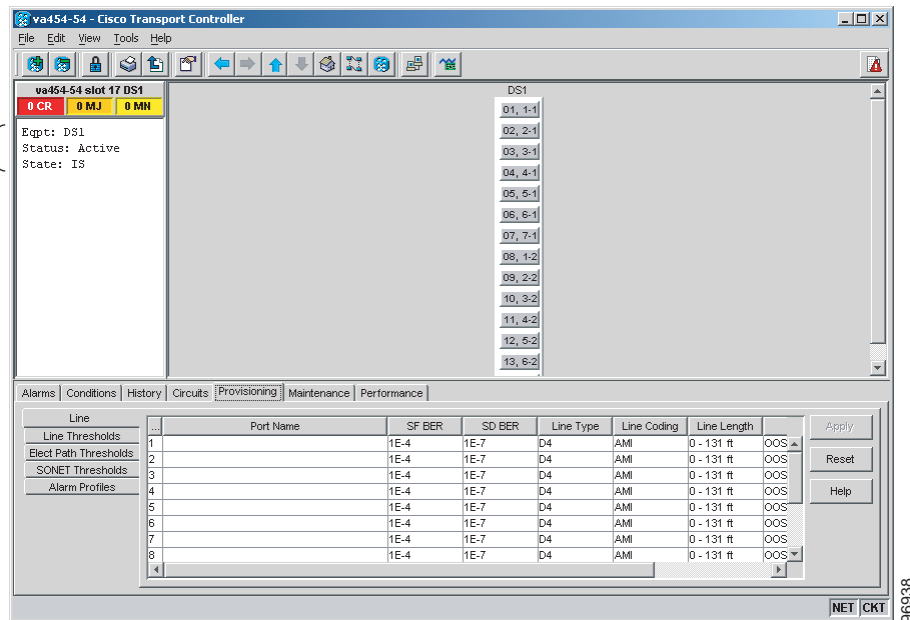 va454-54 - Cisco Transport Controller
File Edit View Tools Help
va454-54 slot 17 DS1
0 CR 0 MJ 0 MN
Eqpt: DS1
Status: Active
State: IS
DS1
01, 1-1
02, 2-1
03, 3-1
04, 4-1
05, 5-1
06, 6-1
07, 7-1
08, 1-2
09, 2-2
10, 3-2
11, 4-2
12, 5-2
13, 6-2
Alarms Conditions History Circuits Provisioning Maintenance Performance
Line
Line Thresholds
Elect Path Thresholds
SONET Thresholds
Alarm Profiles
... Port Name SF BER SD BER Line Type Line Coding Line Length
1 1E-4 1E-7 D4 AMI 0 - 131 ft OOS
2 1E-4 1E-7 D4 AMI 0 - 131 ft OOS
3 1E-4 1E-7 D4 AMI 0 - 131 ft OOS
4 1E-4 1E-7 D4 AMI 0 - 131 ft OOS
5 1E-4 1E-7 D4 AMI 0 - 131 ft OOS
6 1E-4 1E-7 D4 AMI 0 - 131 ft OOS
7 1E-4 1E-7 D4 AMI 0 - 131 ft OOS
8 1E-4 1E-7 D4 AMI 0 - 131 ft OOS
Apply
Reset
Help
NET CKT
96938